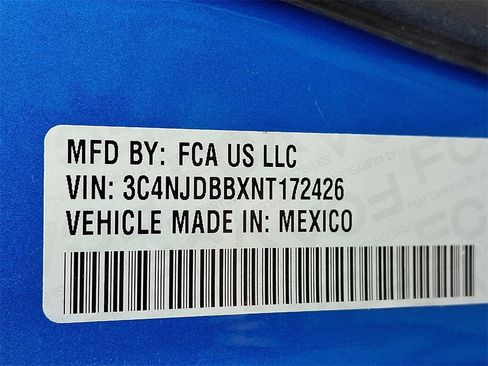 MFD BY: FCA US LLC
VIN: 3C4NJDBBXNT172426
VEHICLE MADE IN: MEXICO